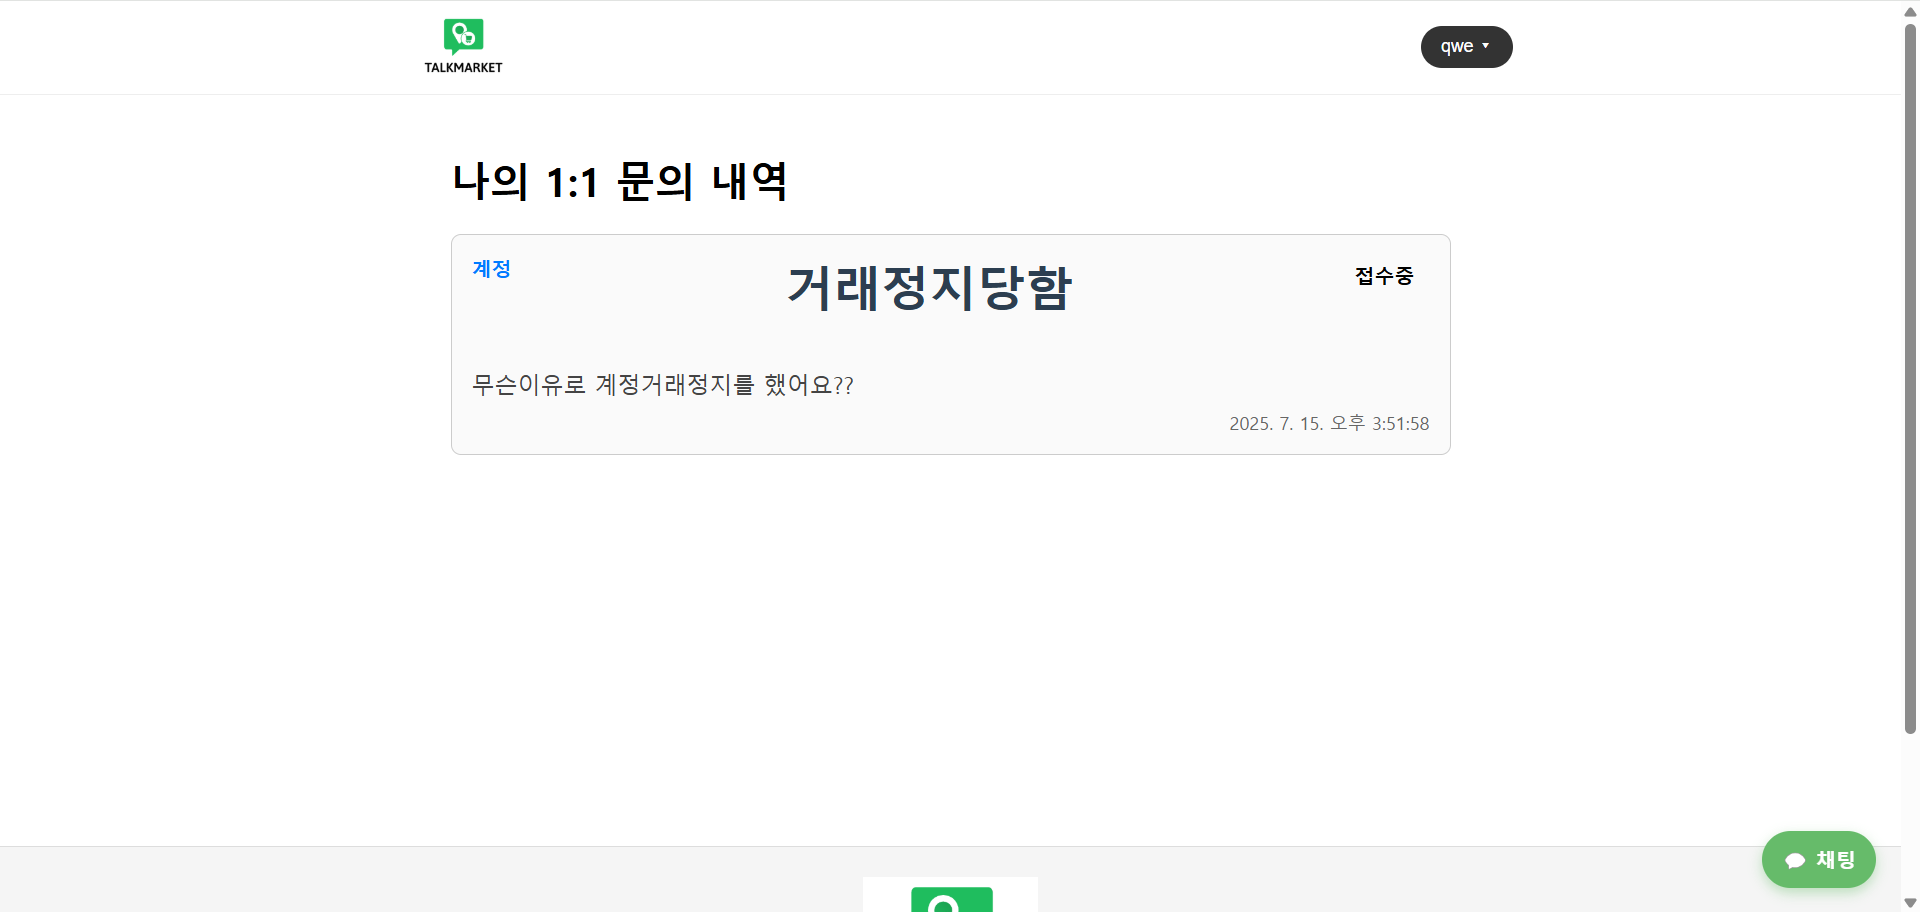 TALKMARKET
qwe
나의 1:1 문의 내역
계정
거래정지당함
접수중
무슨이유로 계정거래정지를 했어요??
2025. 7. 15. 오후 3:51:58
채팅